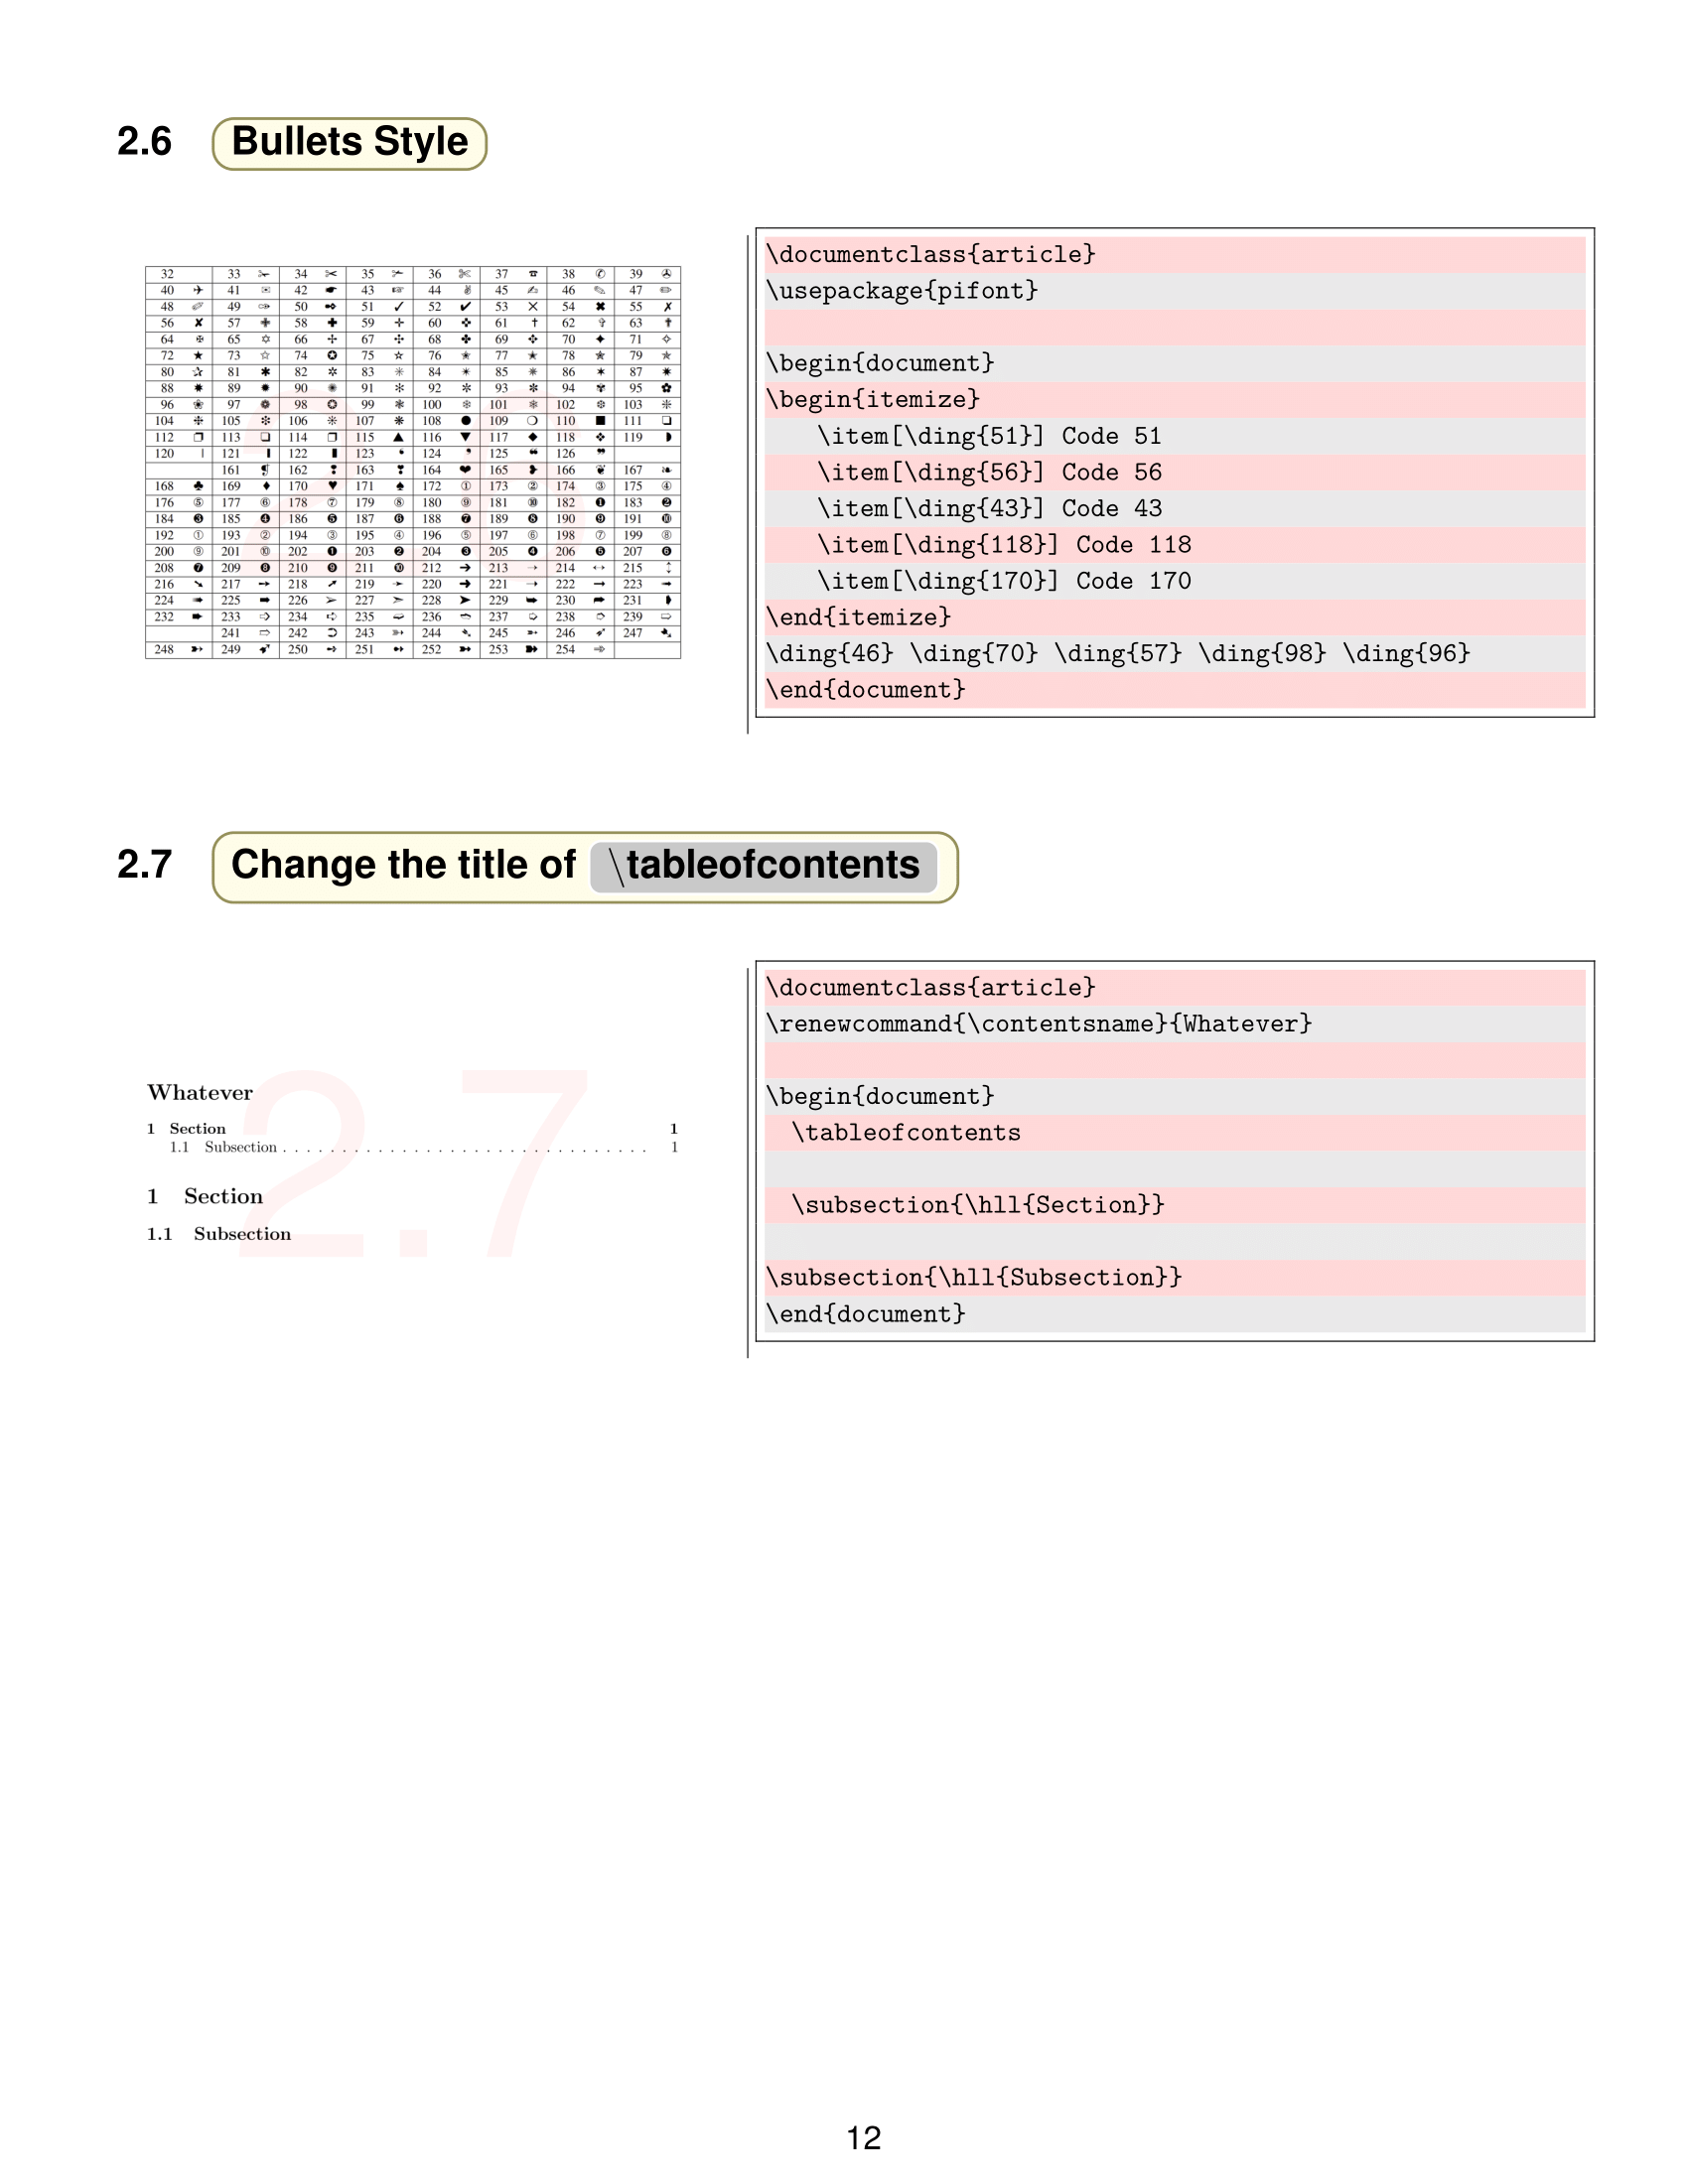 2.6 Bullets Style
32 33 ✁ 34 ✂ 35 ✃ 36 ✄ 37 ☎ 38 ✆ 39 ✇
40 ✈ 41 ✉ 42 ☛ 43 ☞ 44 ✌ 45 ✍ 46 ✎ 47 ✏
48 ✐ 49 ✑ 50 ✒ 51 ✓ 52 ✔ 53 ✕ 54 ✖ 55 ✗
56 ✘ 57 ✙ 58 ✚ 59 ✛ 60 ✜ 61 ✝ 62 ✞ 63 ✟
64 ✠ 65 ✡ 66 ✢ 67 ✣ 68 ✤ 69 ✥ 70 ✦ 71 ✧
72 ★ 73 ✩ 74 ✪ 75 ✫ 76 ✬ 77 ✭ 78 ✮ 79 ✯
80 ✰ 81 ✱ 82 ✲ 83 ✳ 84 ✴ 85 ✵ 86 ✶ 87 ✷
88 ✸ 89 ✹ 90 ✺ 91 ✻ 92 ✼ 93 ✽ 94 ✾ 95 ✿
96 ❀ 97 ❁ 98 ❂ 99 ❃ 100 ❄ 101 ❅ 102 ❆ 103 ❇
104 ❈ 105 ❉ 106 ❊ 107 ❋ 108 ● 109 ❍ 110 ■ 111 ❏
112 ❐ 113 ❑ 114 ❒ 115 ▲ 116 ▼ 117 ◆ 118 ❖ 119 ◗
120 ❘ 121 ❙ 122 ❚ 123 ❛ 124 ❜ 125 ❝ 126 ❞
161 ❡ 162 ❢ 163 ❣ 164 ❤ 165 ❥ 166 ❦ 167 ❧
168 ♣ 169 ♦ 170 ♥ 171 ♠ 172 ① 173 ② 174 ③ 175 ④
176 ⑤ 177 ⑥ 178 ⑦ 179 ⑧ 180 ⑨ 181 ⑩ 182 ❶ 183 ❷
184 ❸ 185 ❹ 186 ❺ 187 ❻ 188 ❼ 189 ❽ 190 ❾ 191 ❿
192 ➀ 193 ➁ 194 ➂ 195 ➃ 196 ➄ 197 ➅ 198 ➆ 199 ➇
200 ➈ 201 ➉ 202 ➊ 203 ➋ 204 ➌ 205 ➍ 206 ➎ 207 ➏
208 ➐ 209 ➑ 210 ➒ 211 ➓ 212 ➔ 213 → 214 ↔ 215 ↕
216 ➘ 217 ➙ 218 ➚ 219 ➛ 220 ➜ 221 ➝ 222 ➞ 223 ➟
224 ➠ 225 ➡ 226 ➢ 227 ➣ 228 ➤ 229 ➥ 230 ➦ 231 ➧
232 ➨ 233 ➩ 234 ➪ 235 ➫ 236 ➬ 237 ➭ 238 ➮ 239 ➯
241 ➱ 242 ➲ 243 ➳ 244 ➴ 245 ➵ 246 ➶ 247 ➷
248 ➸ 249 ➹ 250 ➺ 251 ➻ 252 ➼ 253 ➽ 254 ➾
2.6
\documentclass{article}
\usepackage{pifont}
\begin{document}
\begin{itemize}
\item[\ding{51}] Code 51
\item[\ding{56}] Code 56
\item[\ding{43}] Code 43
\item[\ding{118}] Code 118
\item[\ding{170}] Code 170
\end{itemize}
\ding{46} \ding{70} \ding{57} \ding{98} \ding{96}
\end{document}
2.7 Change the title of \tableofcontents
Whatever
1 Section 1
1.1 Subsection . . . . . . . . . . . . . . . . . . . . . . . . . . . . . . . 1
1 Section
1.1 Subsection
2.7
\documentclass{article}
\renewcommand{\contentsname}{Whatever}
\begin{document}
\tableofcontents
\subsection{\hll{Section}}
\subsection{\hll{Subsection}}
\end{document}
12